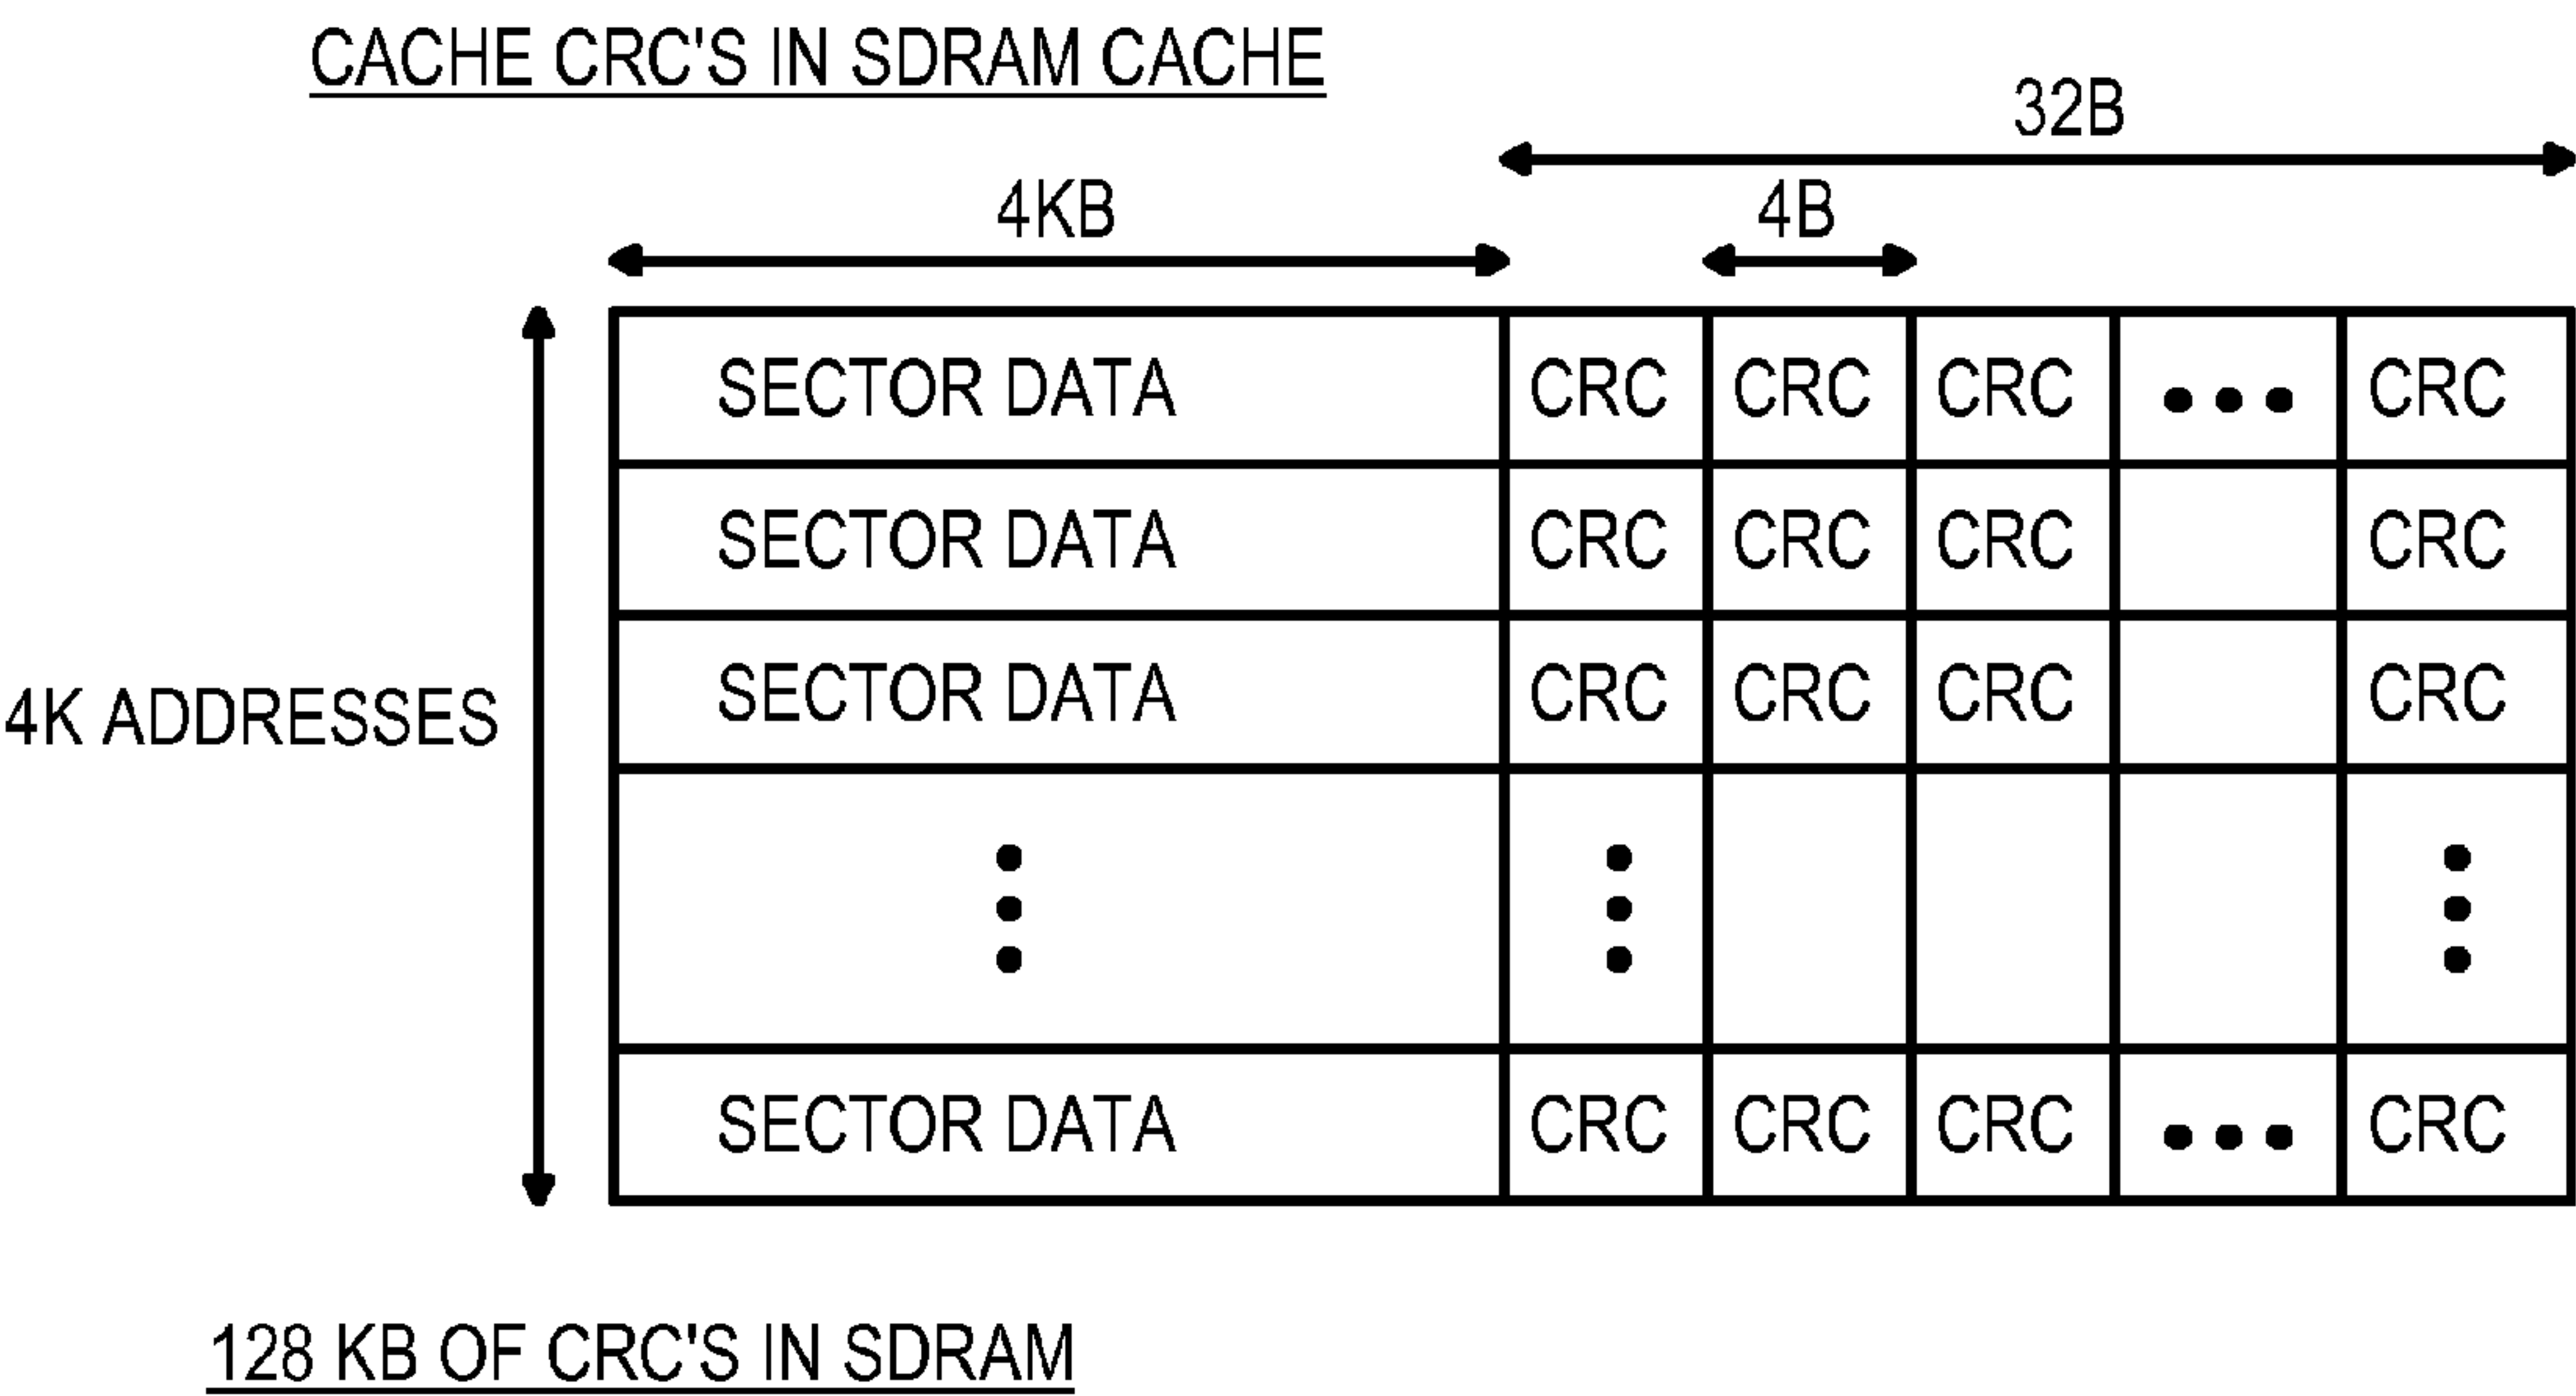 CACHE CRC'S IN SDRAM CACHE
32B
4KB 4B
SECTOR DATA CRC CRC CRC ••• CRC
SECTOR DATA CRC CRC CRC CRC
4K ADDRESSES SECTOR DATA CRC CRC CRC CRC
SECTOR DATA CRC CRC CRC ••• CRC
128 KB OF CRC'S IN SDRAM